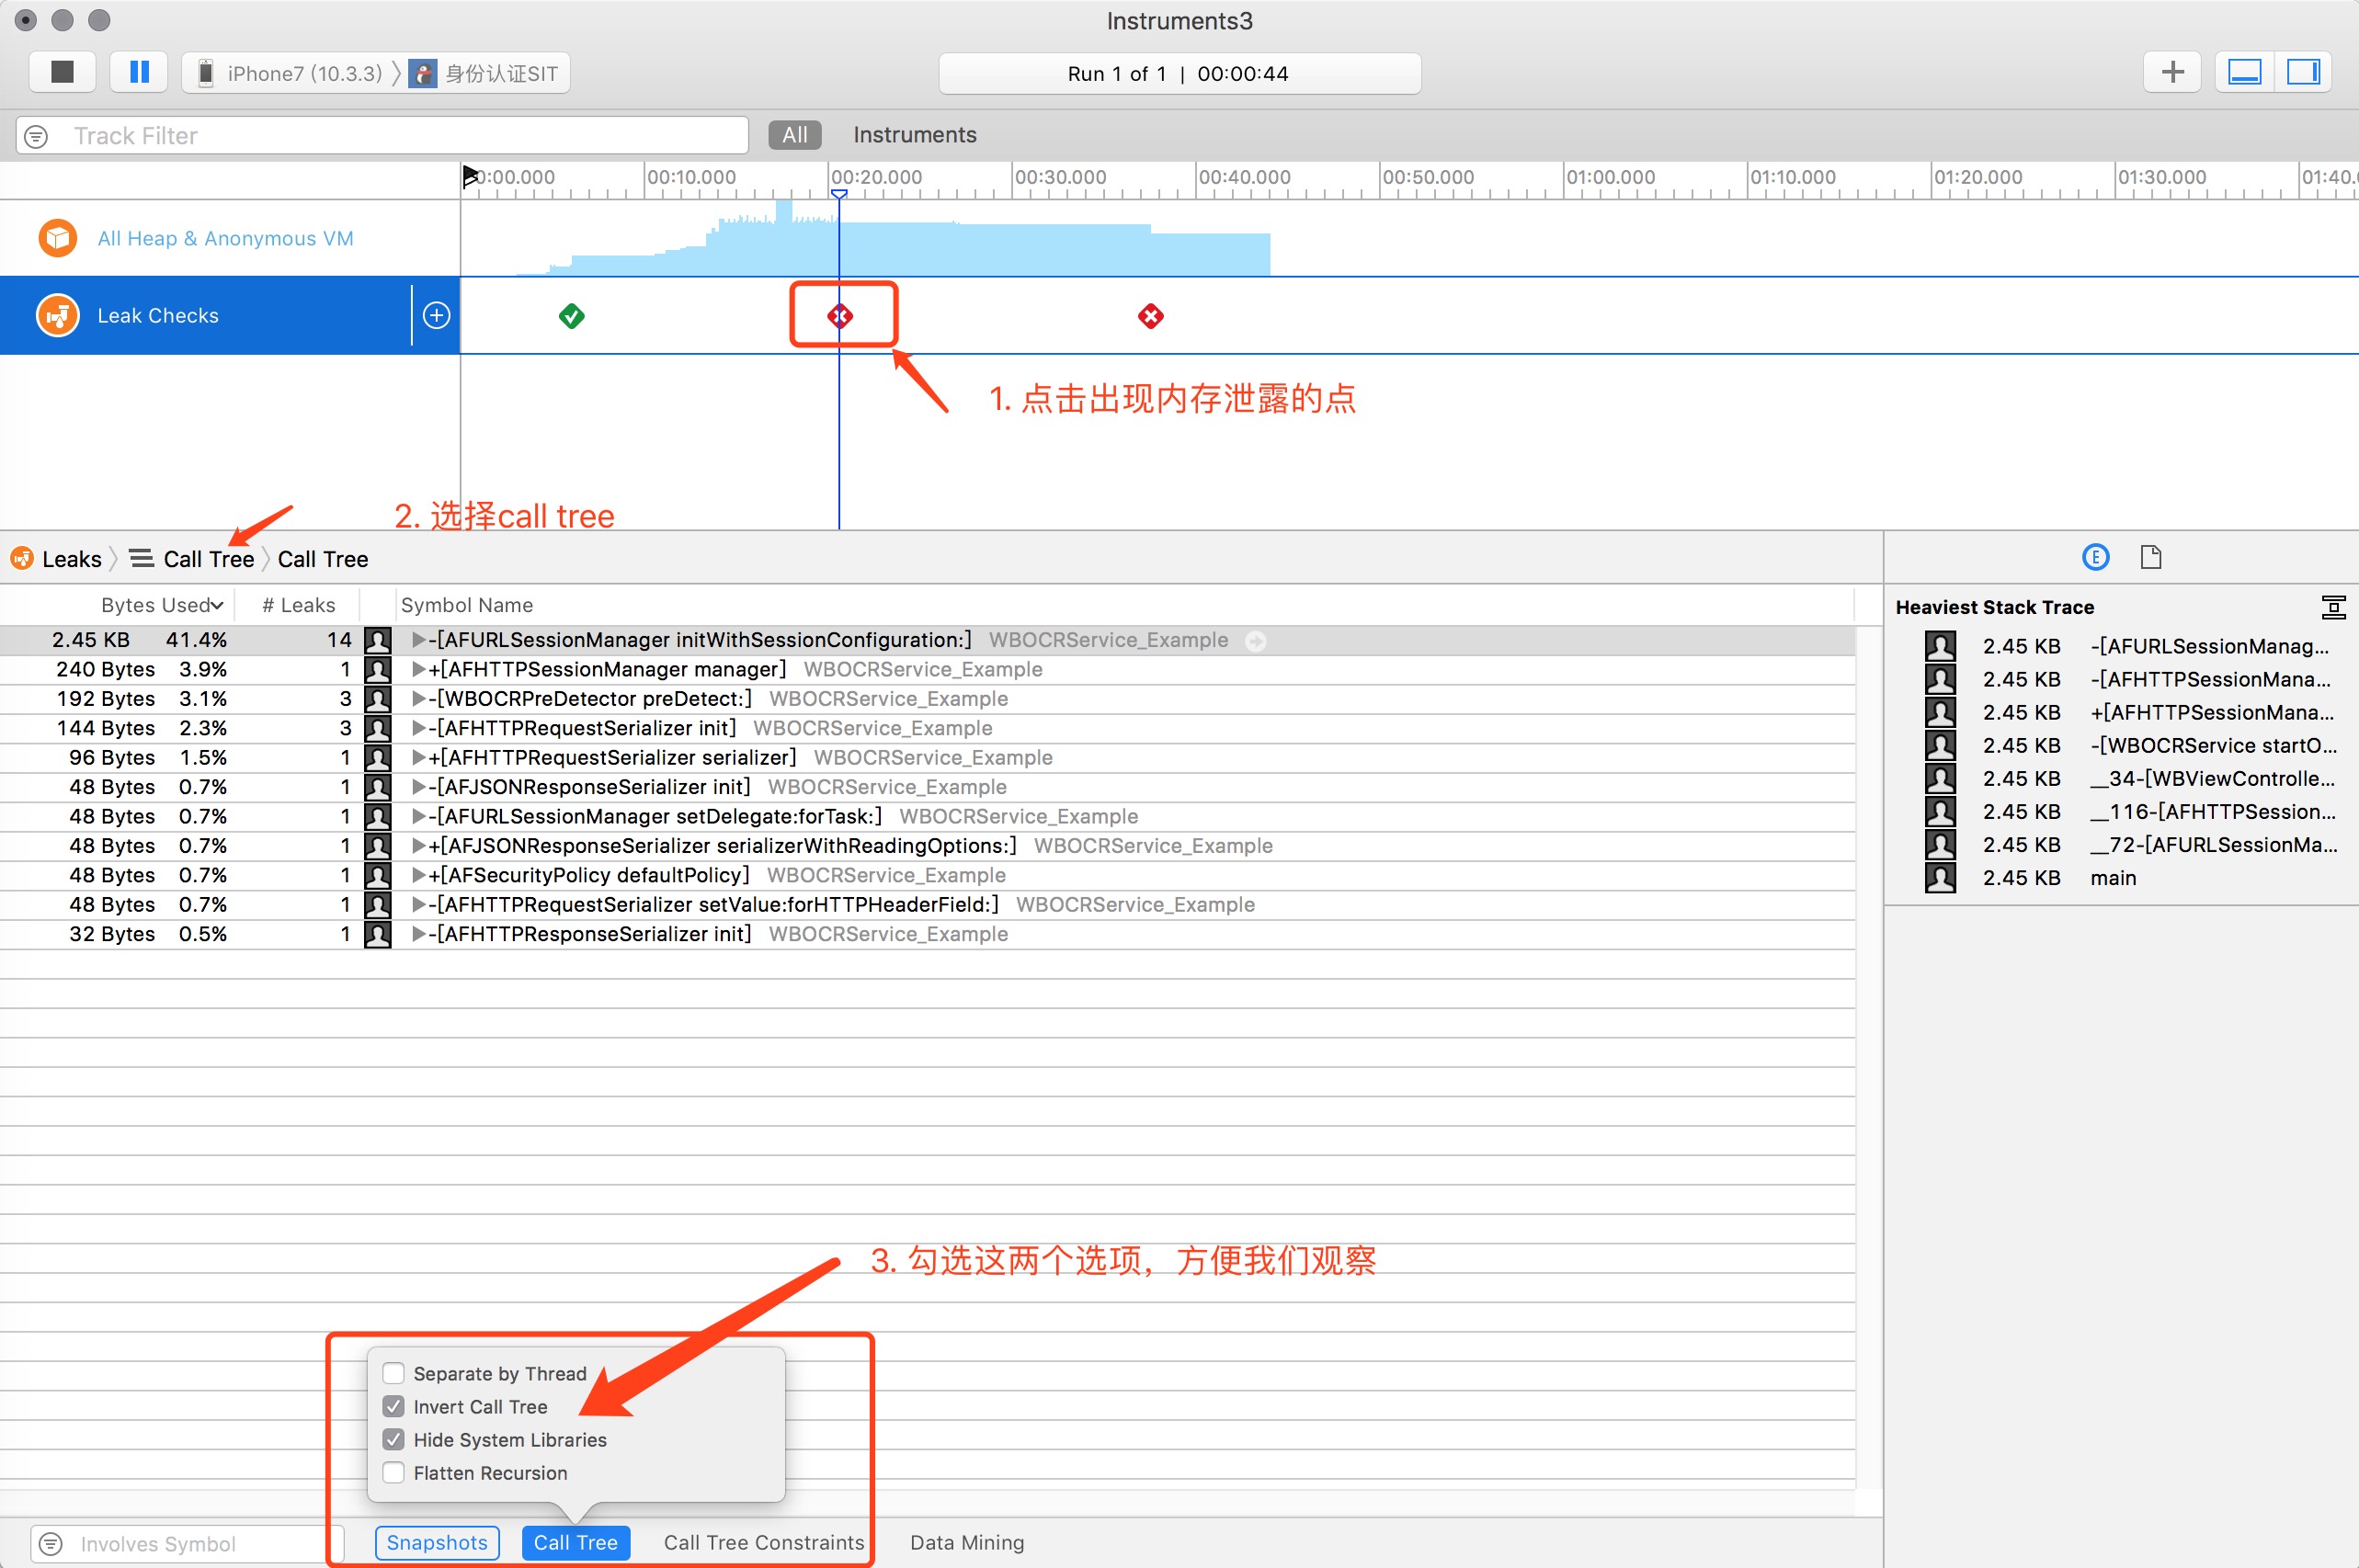 Instruments3
iPhone7 (10.3.3) 身份认证SIT
Run 1 of 1 | 00:00:44
Track Filter
All Instruments
0:00.000 00:10.000 00:20.000 00:30.000 00:40.000 00:50.000 01:00.000 01:10.000 01:20.000 01:30.000 01:40.
All Heap & Anonymous VM
Leak Checks
1. 点击出现内存泄露的点
2. 选择call tree
Leaks Call Tree Call Tree
Bytes Used # Leaks Symbol Name
2.45 KB 41.4% 14 -[AFURLSessionManager initWithSessionConfiguration:] WBOCRService_Example
240 Bytes 3.9% 1 +[AFHTTPSessionManager manager] WBOCRService_Example
192 Bytes 3.1% 3 -[WBOCRPreDetector preDetect:] WBOCRService_Example
144 Bytes 2.3% 3 -[AFHTTPRequestSerializer init] WBOCRService_Example
96 Bytes 1.5% 1 +[AFHTTPRequestSerializer serializer] WBOCRService_Example
48 Bytes 0.7% 1 -[AFJSONResponseSerializer init] WBOCRService_Example
48 Bytes 0.7% 1 -[AFURLSessionManager setDelegate:forTask:] WBOCRService_Example
48 Bytes 0.7% 1 +[AFJSONResponseSerializer serializerWithReadingOptions:] WBOCRService_Example
48 Bytes 0.7% 1 +[AFSecurityPolicy defaultPolicy] WBOCRService_Example
48 Bytes 0.7% 1 -[AFHTTPRequestSerializer setValue:forHTTPHeaderField:] WBOCRService_Example
32 Bytes 0.5% 1 -[AFHTTPResponseSerializer init] WBOCRService_Example
E
Heaviest Stack Trace
2.45 KB -[AFURLSessionManag...
2.45 KB -[AFHTTPSessionMana...
2.45 KB +[AFHTTPSessionMana...
2.45 KB -[WBOCRService startO...
2.45 KB __34-[WBViewControlle...
2.45 KB __116-[AFHTTPSession...
2.45 KB __72-[AFURLSessionMa...
2.45 KB main
3. 勾选这两个选项，方便我们观察
Separate by Thread
Invert Call Tree
Hide System Libraries
Flatten Recursion
Involves Symbol Snapshots Call Tree Call Tree Constraints Data Mining